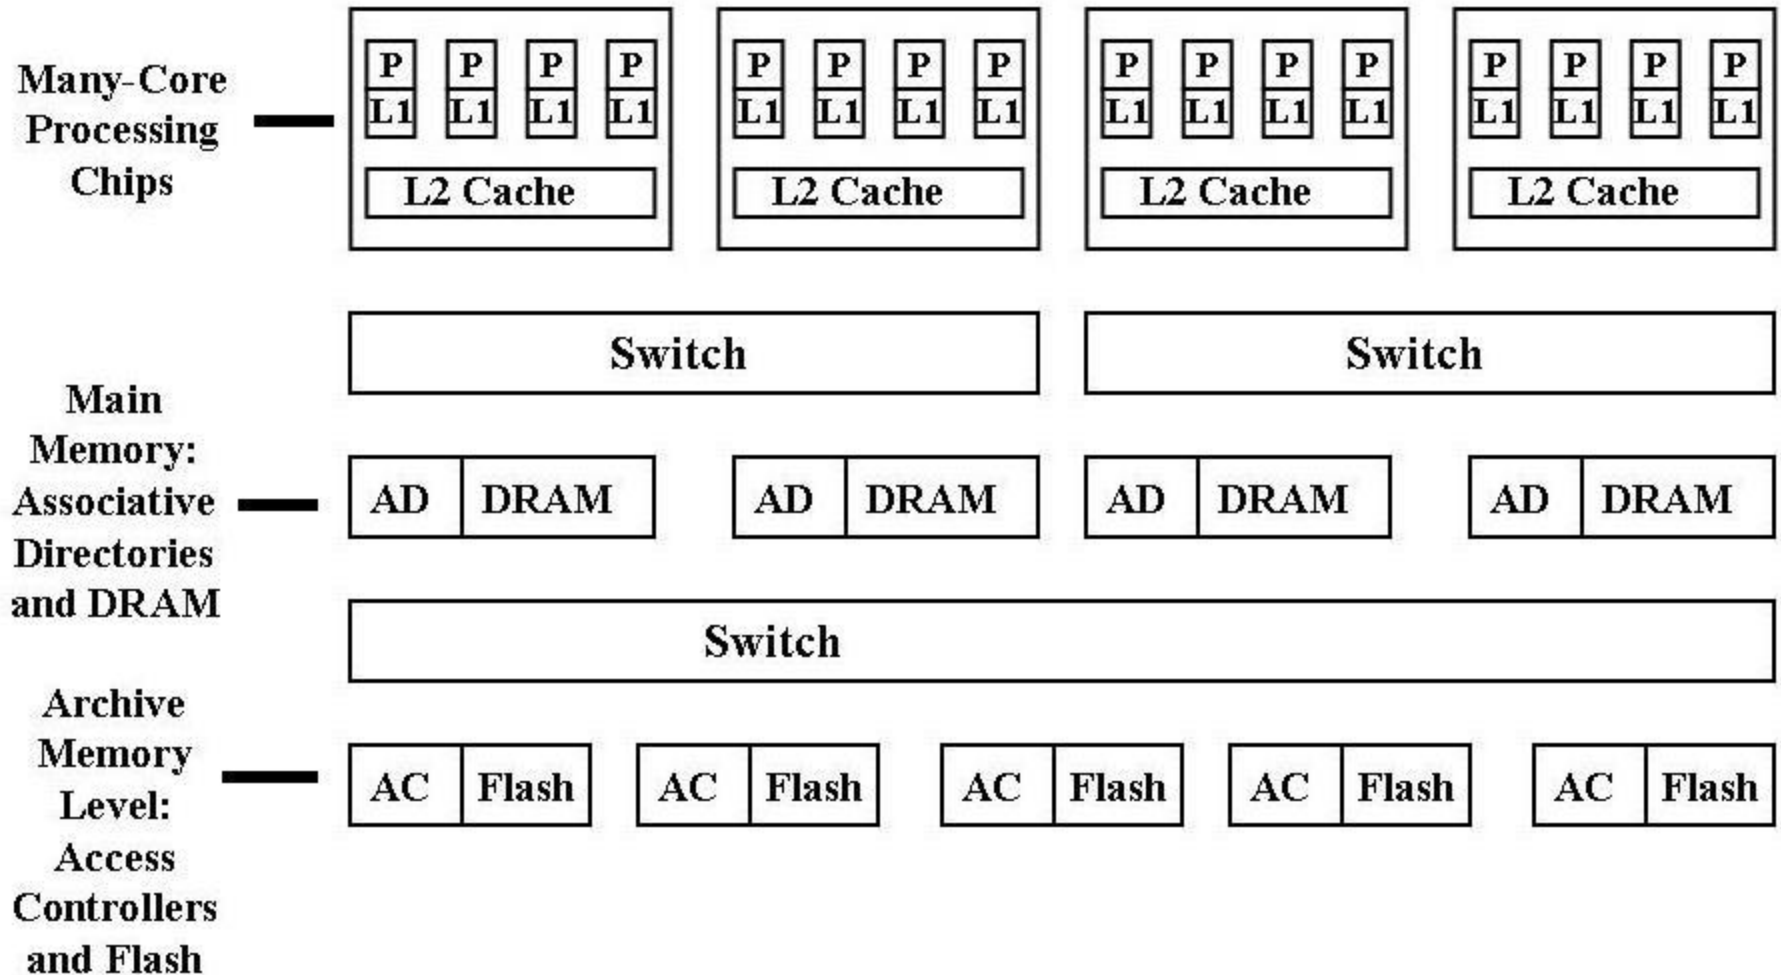 Many-Core
Processing
Chips
P P P P P P P P P P P P P P P P
L1 L1 L1 L1 L1 L1 L1 L1 L1 L1 L1 L1 L1 L1 L1 L1
L2 Cache L2 Cache L2 Cache L2 Cache
Switch Switch
Main
Memory:
Associative
Directories
and DRAM
AD DRAM AD DRAM AD DRAM AD DRAM
Switch
Archive
Memory
Level:
Access
Controllers
and Flash
AC Flash AC Flash AC Flash AC Flash AC Flash